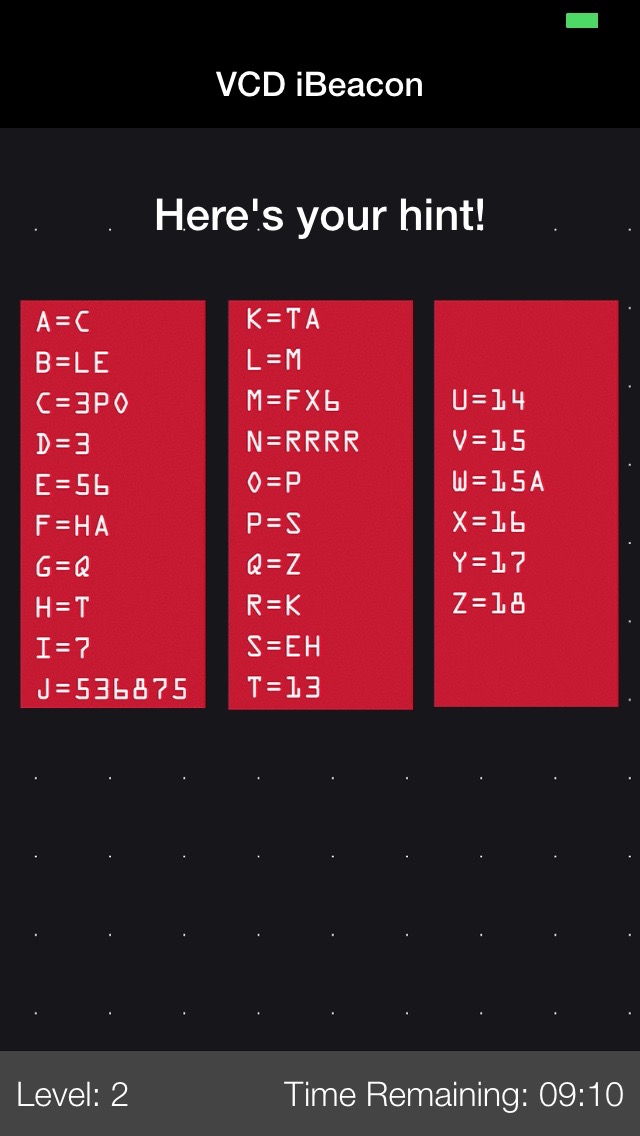 VCD iBeacon
Here's your hint!
A=C
B=LE
C=3PO
D=3
E=56
F=HA
G=Q
H=T
I=7
J=536875
K=TA
L=M
M=FX6
N=RRRR
O=P
P=S
Q=Z
R=K
S=EH
T=13
U=14
V=15
W=15A
X=16
Y=17
Z=18
Level: 2
Time Remaining: 09:10